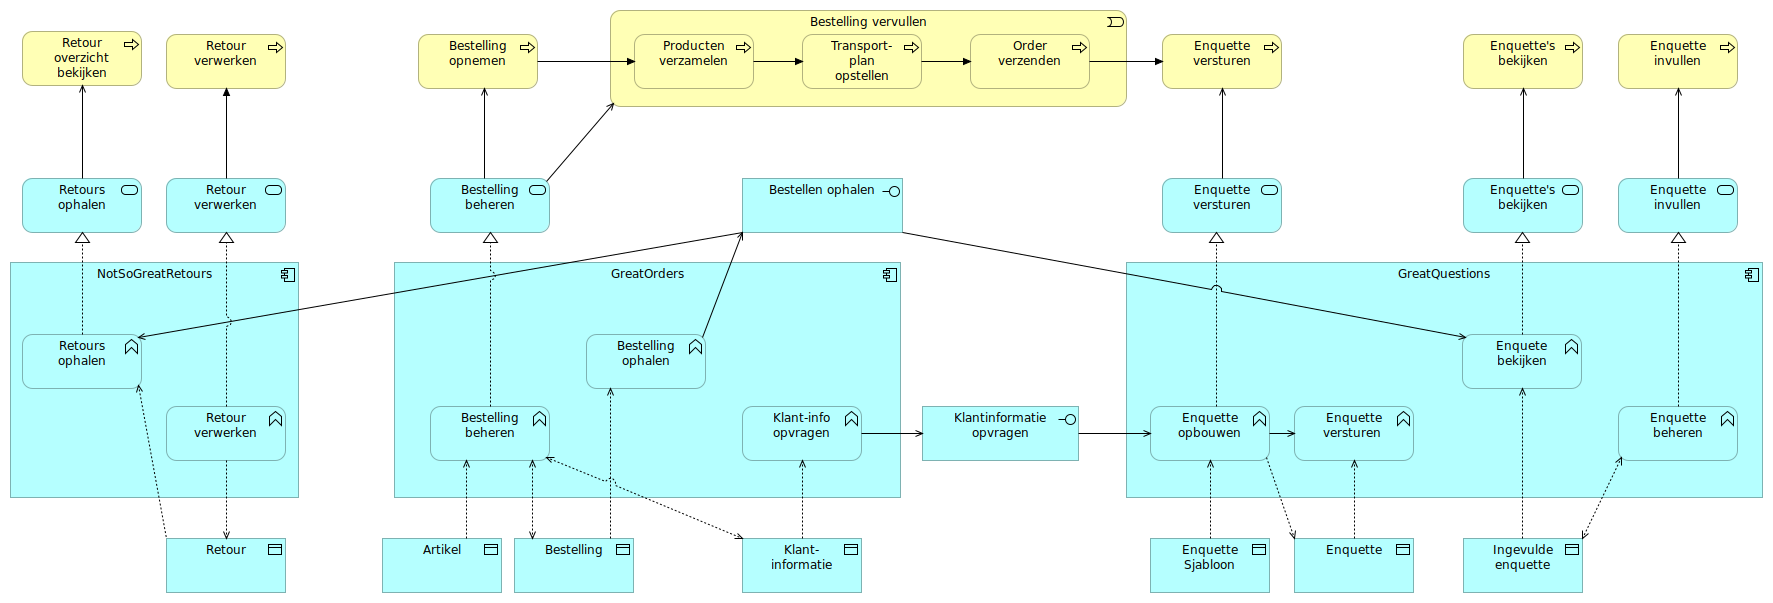 Bestelling vervullen
Retour
overzicht
bekijken
Retour
verwerken
Bestelling
opnemen
Producten
verzamelen
Transport-
plan
opstellen
Order
verzenden
Enquette
versturen
Enquette's
bekijken
Enquette
invullen
Retours
ophalen
Retour
verwerken
Bestelling
beheren
Bestellen ophalen
Enquette
versturen
Enquette's
bekijken
Enquette
invullen
NotSoGreatRetours
GreatOrders
GreatQuestions
Retours
ophalen
Bestelling
ophalen
Enquete
bekijken
Retour
verwerken
Bestelling
beheren
Klant-info
opvragen
Klantinformatie
opvragen
Enquette
opbouwen
Enquette
versturen
Enquette
beheren
Retour
Artikel
Bestelling
Klant-
informatie
Enquette
Sjabloon
Enquette
Ingevulde
enquette